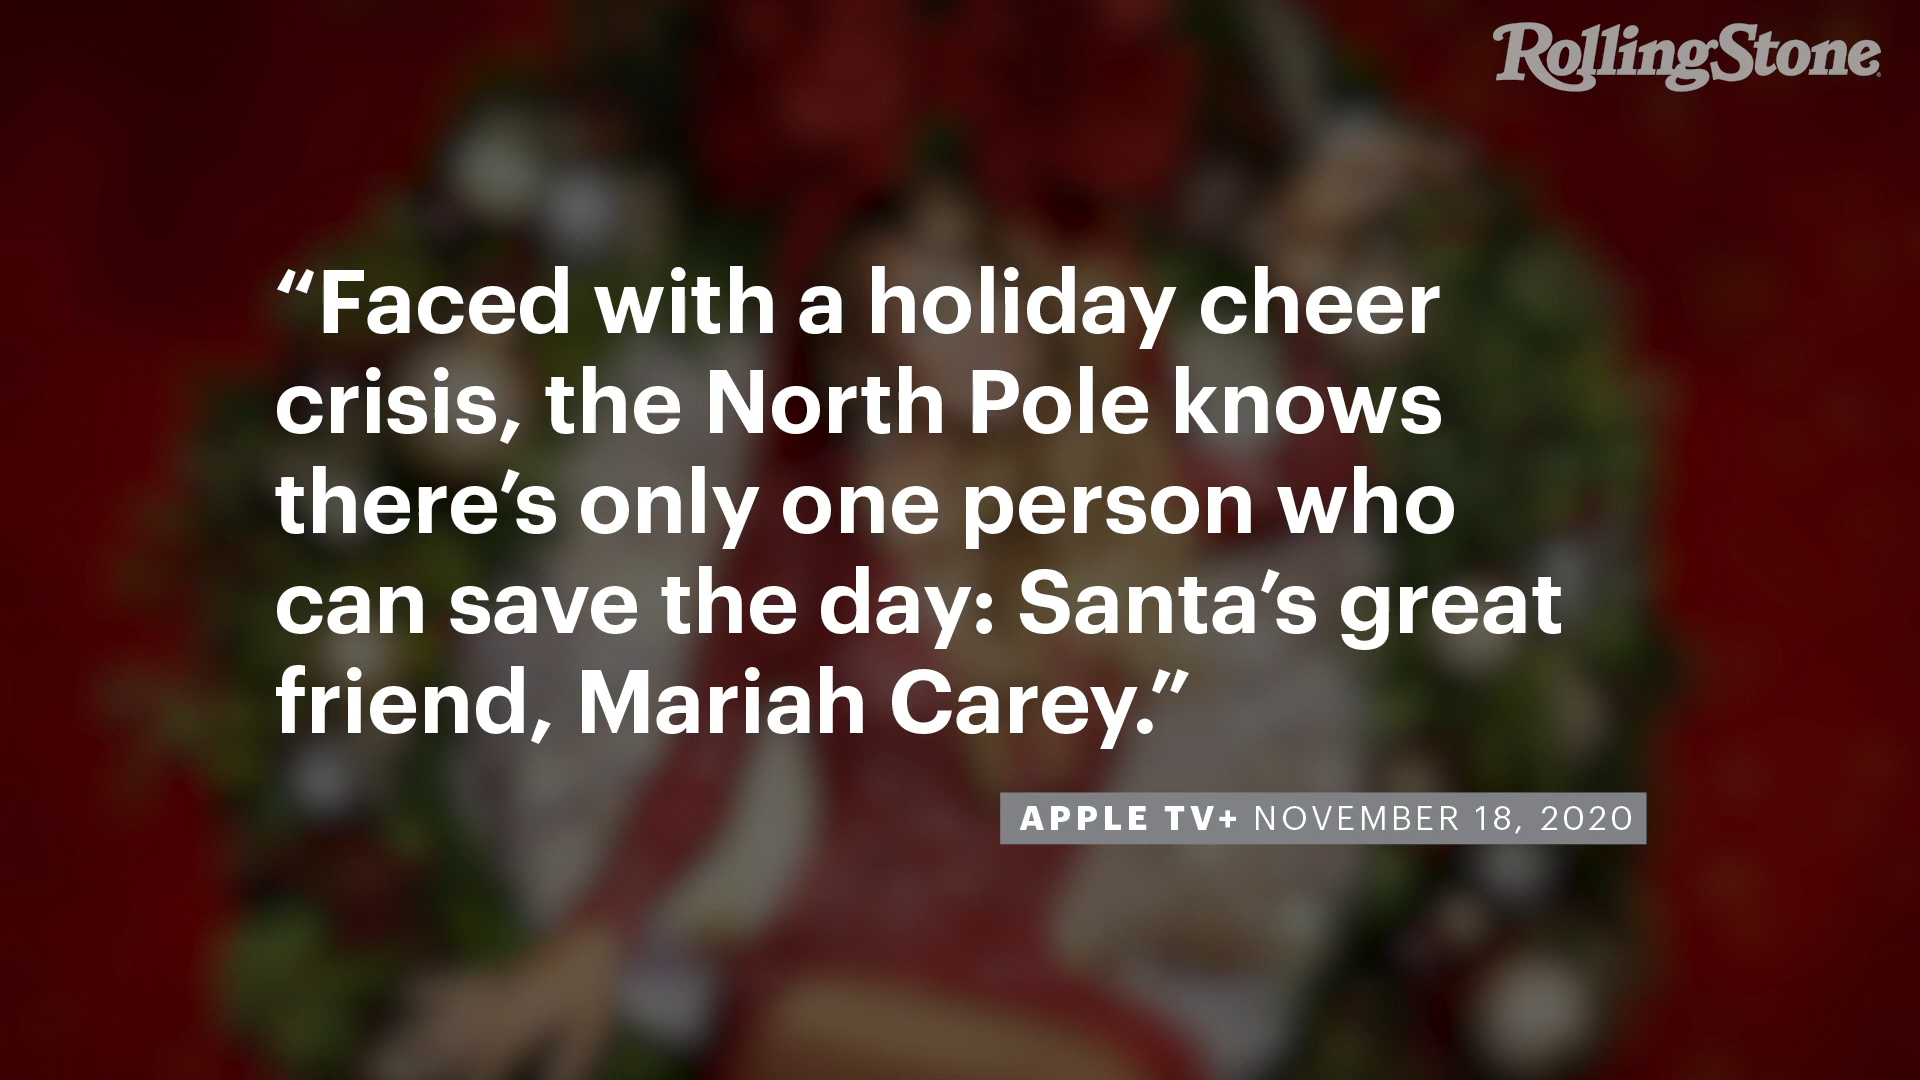 RollingStone
“Faced with a holiday cheer
crisis, the North Pole knows
there’s only one person who
can save the day: Santa’s great
friend, Mariah Carey.”
APPLE TV+ NOVEMBER 18, 2020